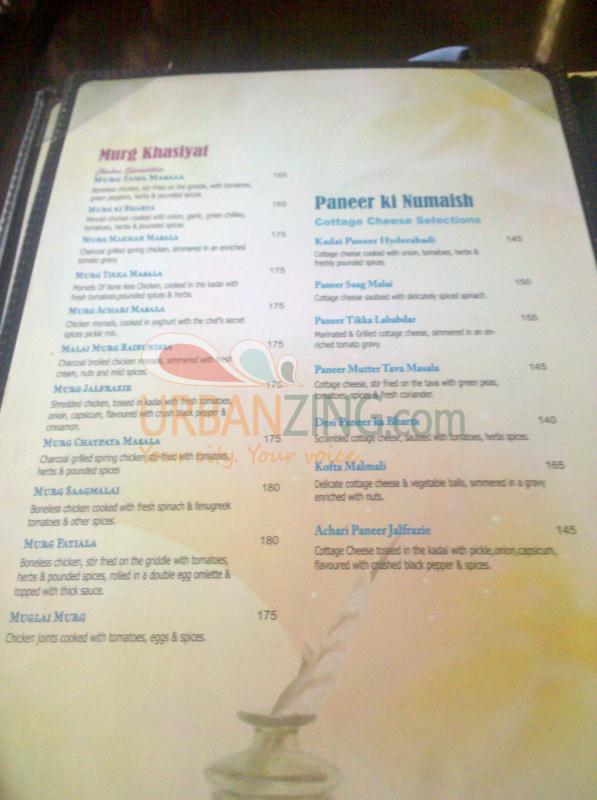 Murg Khasiyat
Chicken Specialities
Murg Tawa Masala 165
Boneless chicken, stir-fried on the griddle, with tomatoes,
green peppers, herbs & pounded spices.
Murg ki Bharta 165
Minced chicken cooked with onion, garlic, green chillies,
tomatoes, herbs & pounded spices.
Murg Makhan Masala 175
Charcoal grilled spring chicken, simmered in an enriched
tomato gravy.
Murg Tikka Masala 175
Morsels Of bone less Chicken, cooked in the kadai with
fresh tomatoes,pounded spices & herbs.
Murg Achari Masala 175
Chicken morsels, cooked in yoghurt with the chef's secret
spices pickle mix.
Malai Murg Zaibunissa 175
Charcoal broiled chicken morsels, simmered with fresh
cream, nuts and mild spices.
Murg Jalfrazie 175
Shredded chicken, tossed in kadai with fresh tomatoes,
onion, capsicum, flavoured with crush black pepper &
cinnamon.
Murg Chatpata Masala 175
Charcoal grilled spiring chicken stir-fried with tomatoes,
herbs & pounded spices
Murg Saagmalai 180
Boneless chicken cooked with fresh spinach & fenugreek
tomatoes & other spices.
Murg Patiala 180
Boneless chicken, stir fried on the griddle with tomatoes,
herbs & pounded spices, rolled in a double egg omlette &
topped with thick sauce.
Muglai Murg 175
Chicken joints cooked with tomatoes, eggs & spices.
Paneer ki Numaish
Cottage Cheese Selections
Kadai Paneer Hyderabadi 145
Cottage cheese cooked with onion, tomatoes, herbs &
freshly pounded spices.
Paneer Saag Malai 150
Cottage cheese sauteed with delicately spiced spinach.
Paneer Tikka Lababdar 155
Marinated & Grilled cottage cheese, simmered in an en-
riched tomato gravy.
Paneer Mutter Tava Masala 145
Cottage cheese, stir fried on the tava with green peas,
tomatoes, spices & fresh coriander.
Desi Paneer ka Bharta 140
Scrambled cottage cheese, sauteed with tomatoes, herbs spices.
Kofta Malmali 165
Delicate cottage cheese & vegetable balls, simmered in a gravy
enriched with nuts.
Achari Paneer Jalfrazie 145
Cottage Cheese tossed in the kadai with pickle,onion,capsicum,
flavoured with crushed black pepper & spices.
URBANZING.com
Your city. Your voice.